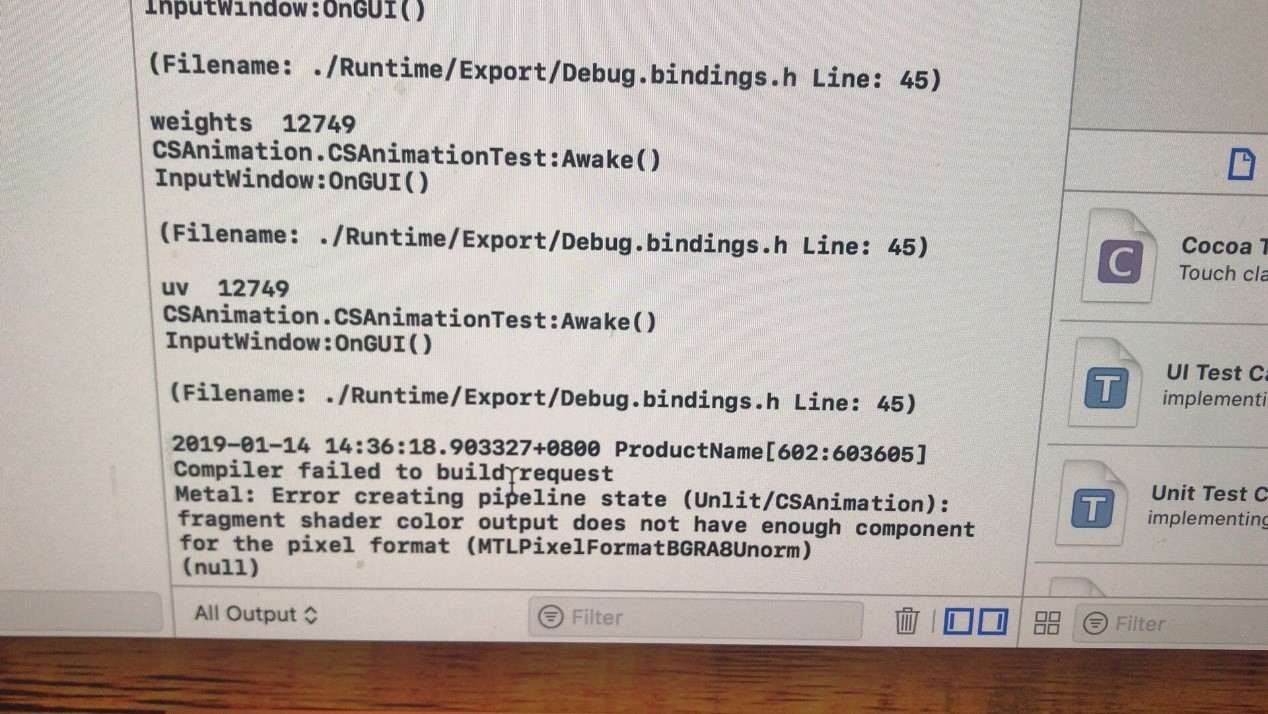 InputWindow:OnGUI()
(Filename: ./Runtime/Export/Debug.bindings.h Line: 45)
weights  12749
CSAnimation.CSAnimationTest:Awake()
InputWindow:OnGUI()
(Filename: ./Runtime/Export/Debug.bindings.h Line: 45)
uv  12749
CSAnimation.CSAnimationTest:Awake()
InputWindow:OnGUI()
(Filename: ./Runtime/Export/Debug.bindings.h Line: 45)
2019-01-14 14:36:18.903327+0800 ProductName[602:603605]
Compiler failed to build request
Metal: Error creating pipeline state (Unlit/CSAnimation):
fragment shader color output does not have enough component
for the pixel format (MTLPixelFormatBGRA8Unorm)
(null)
All Output
Filter
C
Cocoa T
Touch cla
T
UI Test Ca
implementi
T
Unit Test C
implementing
Filter